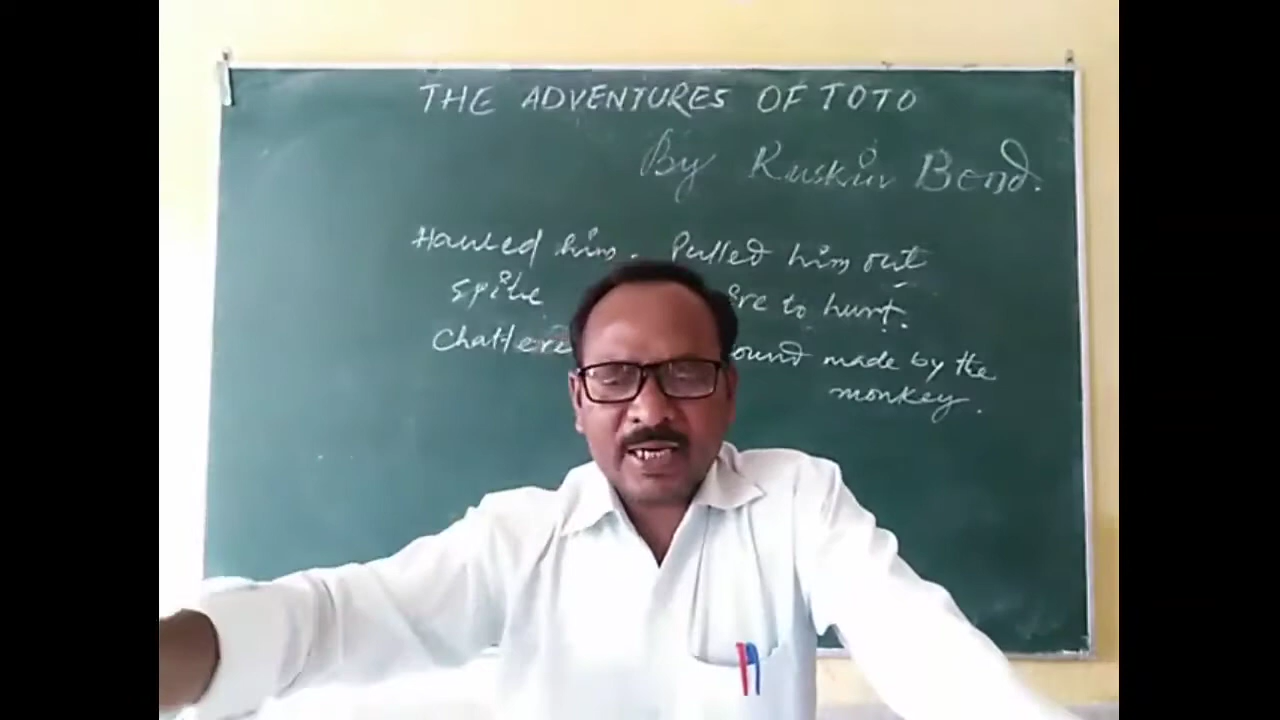 THE ADVENTURES OF TOTO
By Ruskin Bond.
Hauled him. Pulled him out
Spite ire to hurt.
Chattere ound made by the
monkey.